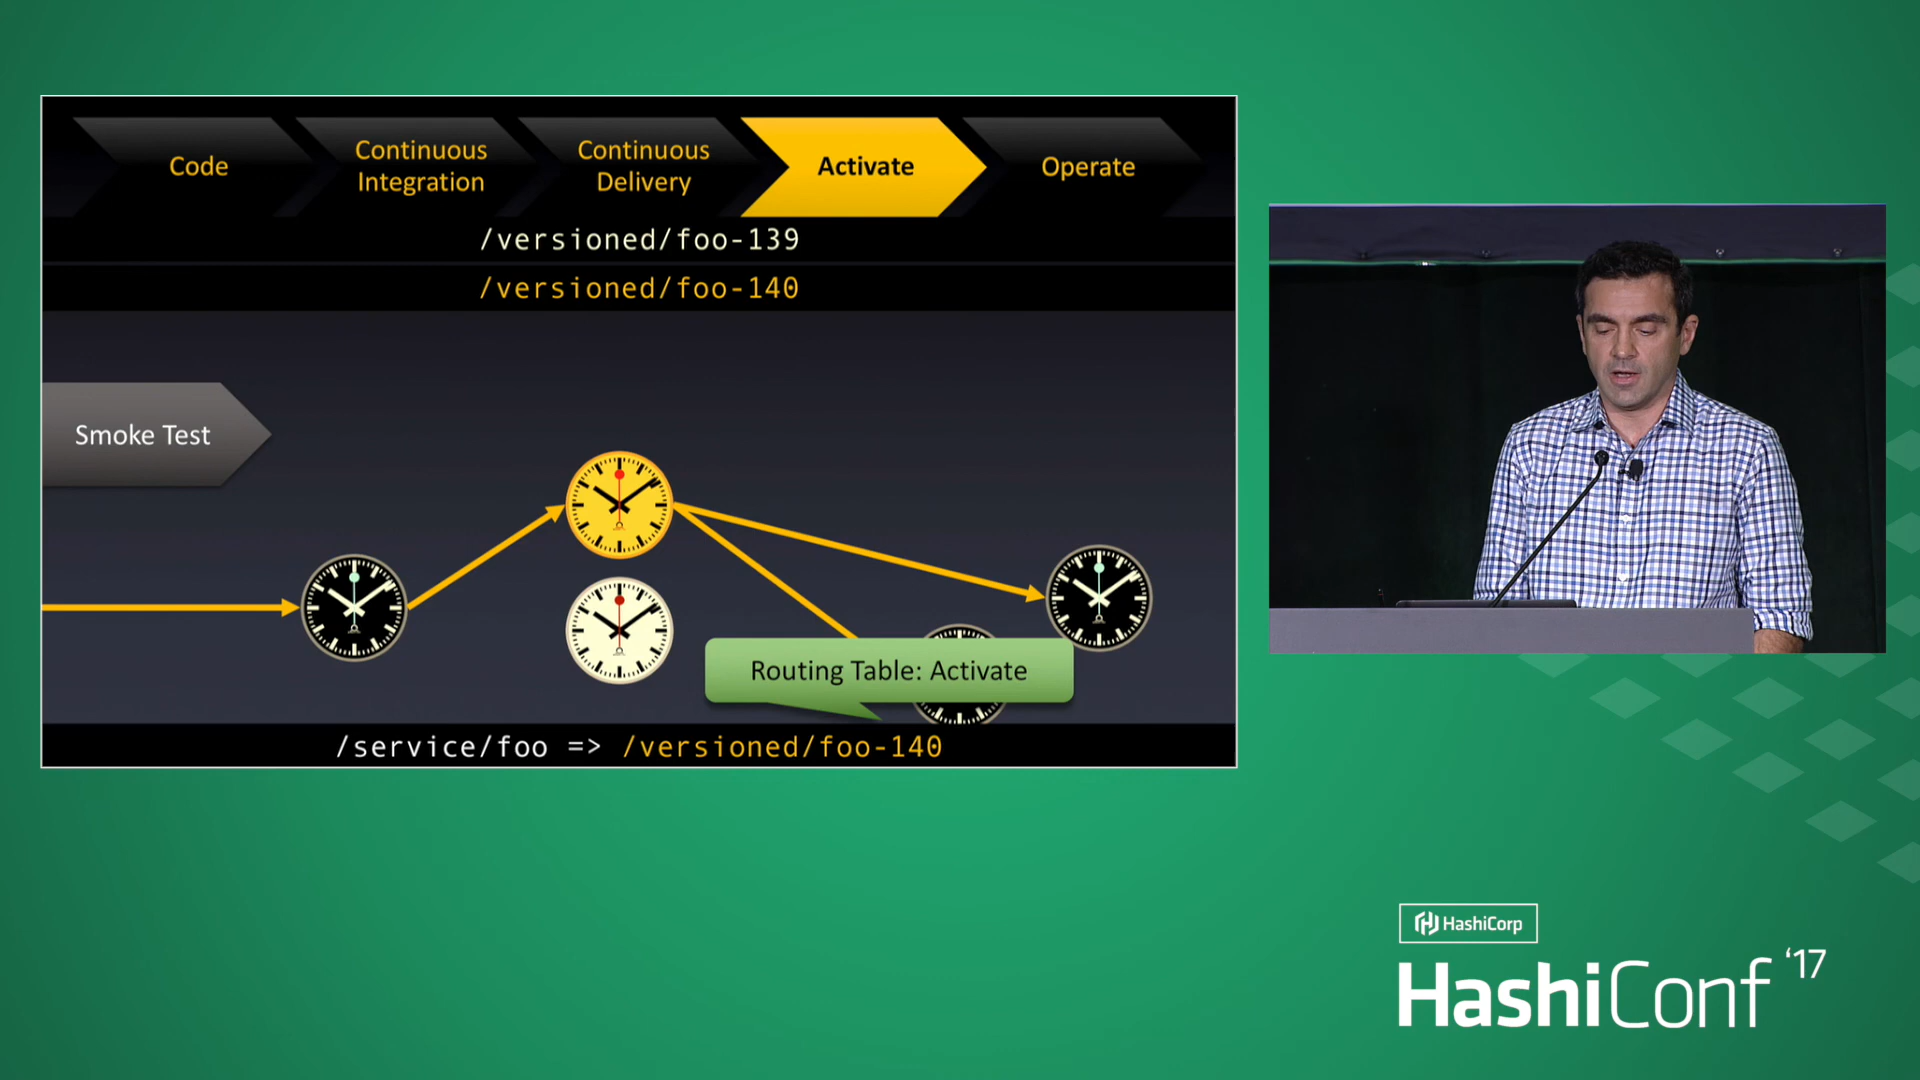 Code
Continuous
Integration
Continuous
Delivery
Activate
Operate
/versioned/foo-139
/versioned/foo-140
Smoke Test
Routing Table: Activate
/service/foo => /versioned/foo-140
HashiCorp
HashiConf '17